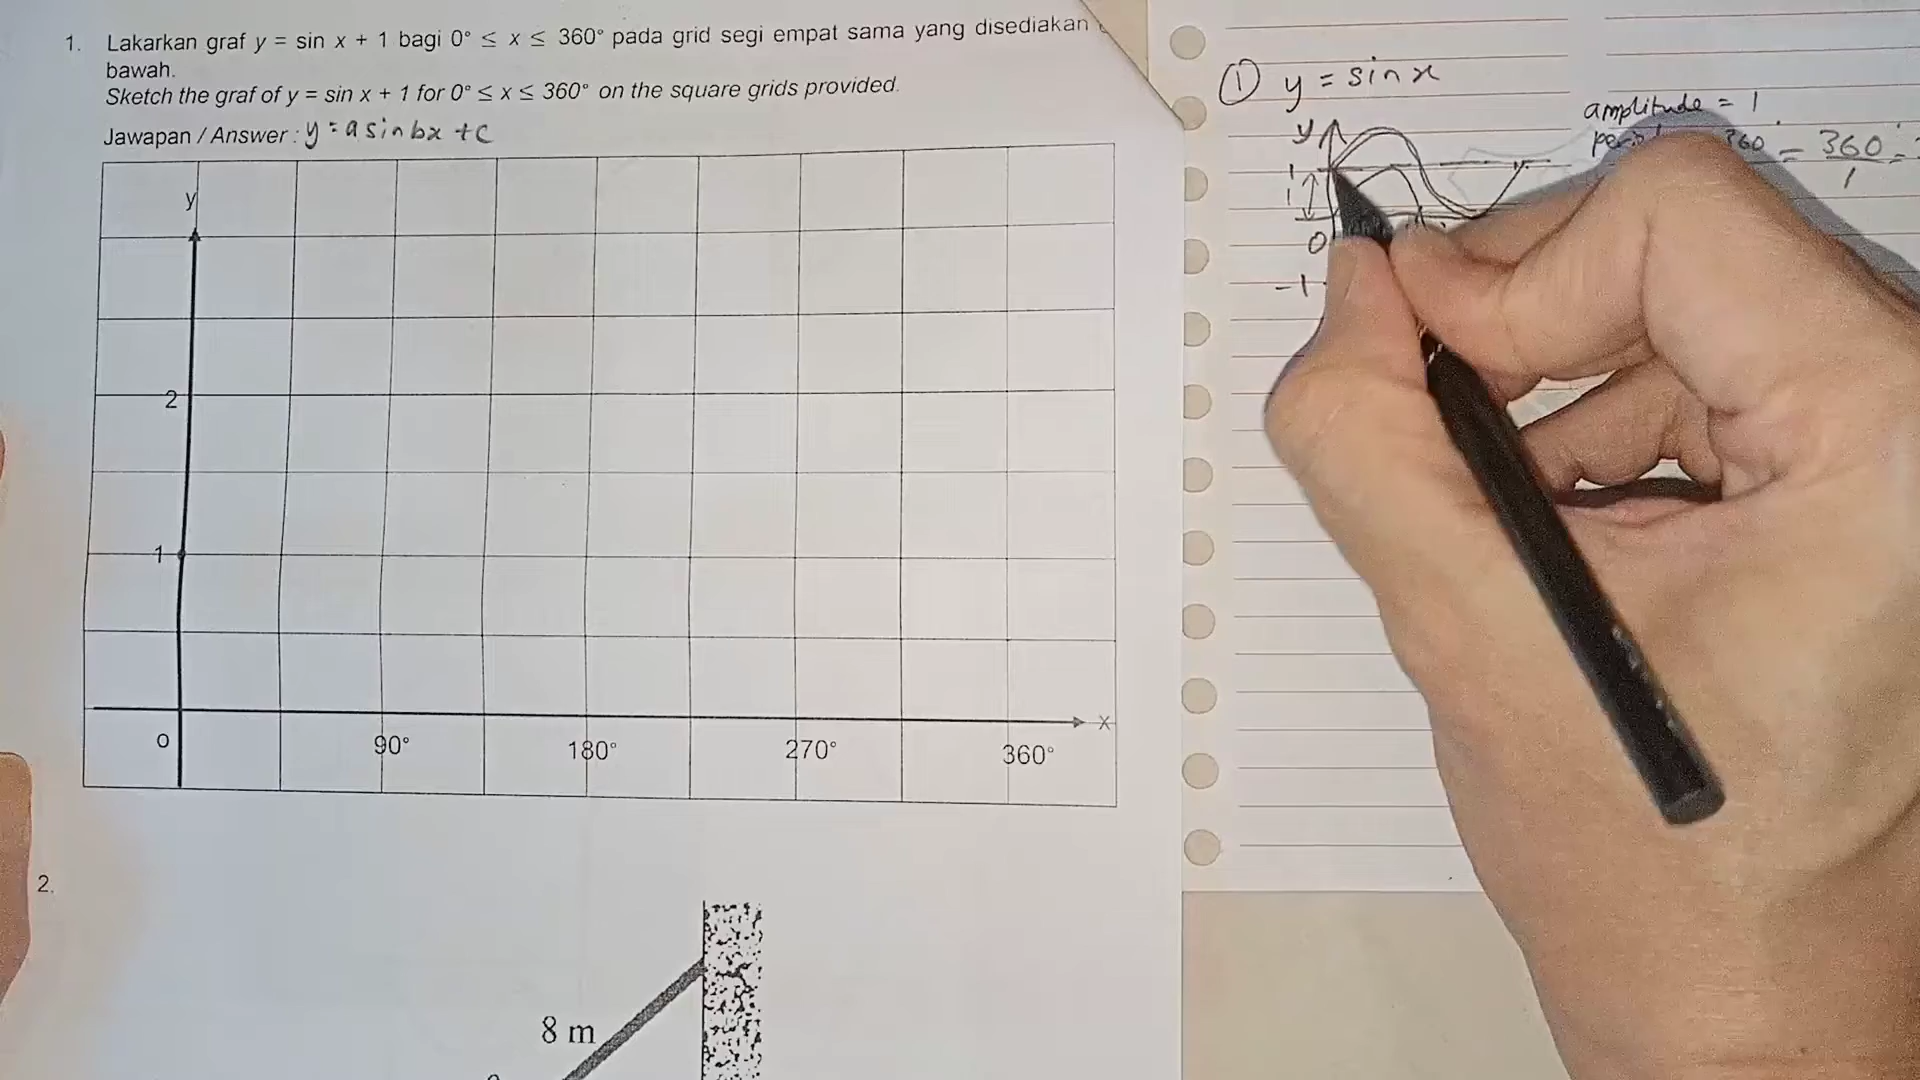 1. Lakarkan graf y = sin x + 1 bagi 0° ≤ x ≤ 360° pada grid segi empat sama yang disediakan
bawah.
Sketch the graf of y = sin x + 1 for 0° ≤ x ≤ 360° on the square grids provided.
Jawapan / Answer : y = a sin bx + c
y
2
1
O
90°
180°
270°
360°
x
2.
8 m
① y = sin x
amplitude = 1
360 = 360 =
1
y
1
1
O
-1